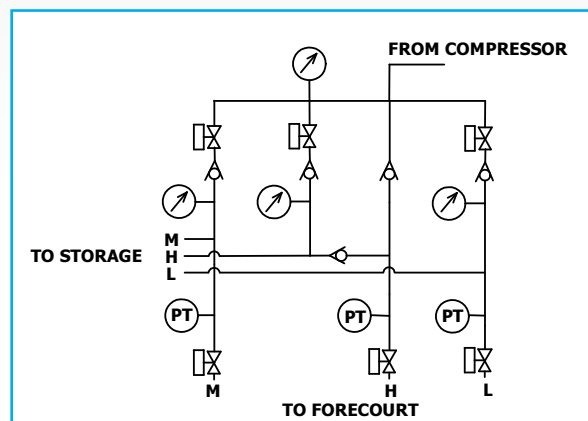 FROM COMPRESSOR
M
TO STORAGE
H
L
PT
PT
PT
M
H
L
TO FORECOURT